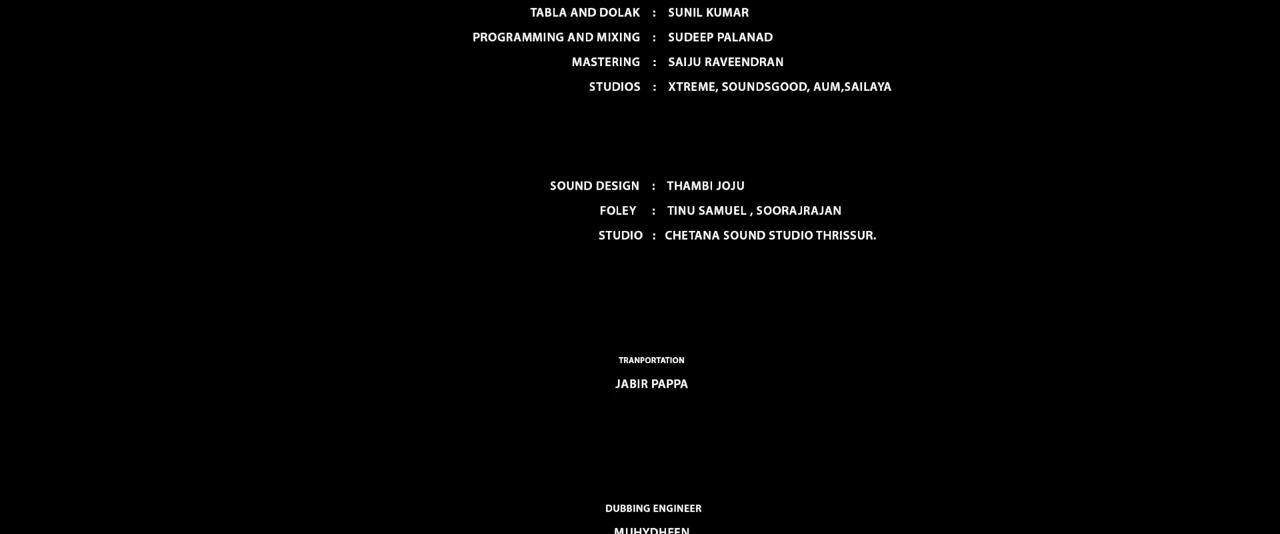 TABLA AND DOLAK : SUNIL KUMAR
PROGRAMMING AND MIXING : SUDEEP PALANAD
MASTERING : SAIJU RAVEENDRAN
STUDIOS : XTREME, SOUNDSGOOD, AUM,SAILAYA
SOUND DESIGN : THAMBI JOJU
FOLEY : TINU SAMUEL , SOORAJRAJAN
STUDIO : CHETANA SOUND STUDIO THRISSUR.
TRANPORTATION
JABIR PAPPA
DUBBING ENGINEER
MUHYDHEEN